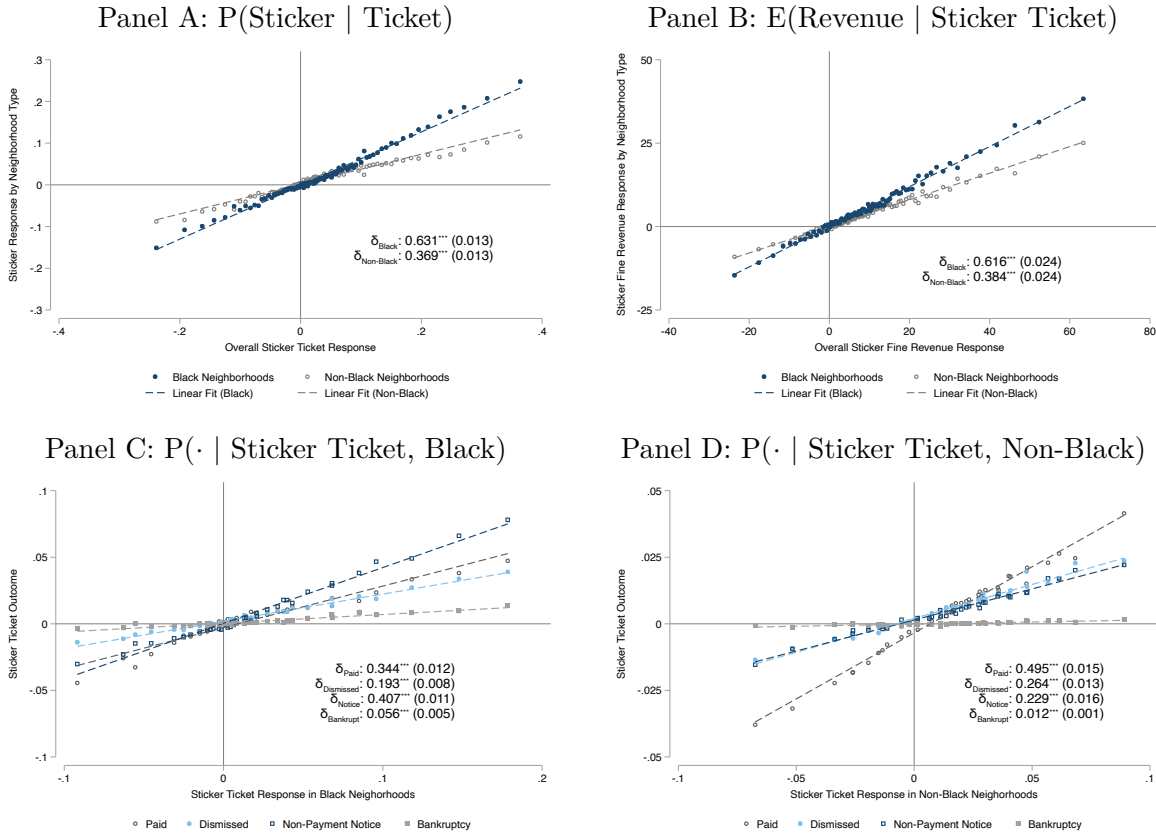 Panel A: P(Sticker | Ticket)
Sticker Response by Neighborhood Type
.3
.2
.1
0
-.1
-.2
-.3
δBlack: 0.631*** (0.013)
δNon-Black: 0.369*** (0.013)
-.4 -.2 0 .2 .4
Overall Sticker Ticket Response
Black Neighborhoods Non-Black Neighborhoods
Linear Fit (Black) Linear Fit (Non-Black)
Panel B: E(Revenue | Sticker Ticket)
Sticker Fine Revenue Response by Neighborhood Type
50
25
0
-25
δBlack: 0.616*** (0.024)
δNon-Black: 0.384*** (0.024)
-40 -20 0 20 40 60 80
Overall Sticker Fine Revenue Response
Black Neighborhoods Non-Black Neighborhoods
Linear Fit (Black) Linear Fit (Non-Black)
Panel C: P(· | Sticker Ticket, Black)
Sticker Ticket Outcome
.1
.05
0
-.05
-.1
δPaid: 0.344*** (0.012)
δDismissed: 0.193*** (0.008)
δNotice: 0.407*** (0.011)
δBankrupt: 0.056*** (0.005)
-.1 0 .1 .2
Sticker Ticket Response in Black Neighorhoods
Paid Dismissed Non-Payment Notice Bankruptcy
Panel D: P(· | Sticker Ticket, Non-Black)
Sticker Ticket Outcome
.05
.025
0
-.025
-.05
δPaid: 0.495*** (0.015)
δDismissed: 0.264*** (0.013)
δNotice: 0.229*** (0.016)
δBankrupt: 0.012*** (0.001)
-.1 -.05 0 .05 .1
Sticker Ticket Response in Non-Black Neighorhoods
Paid Dismissed Non-Payment Notice Bankruptcy